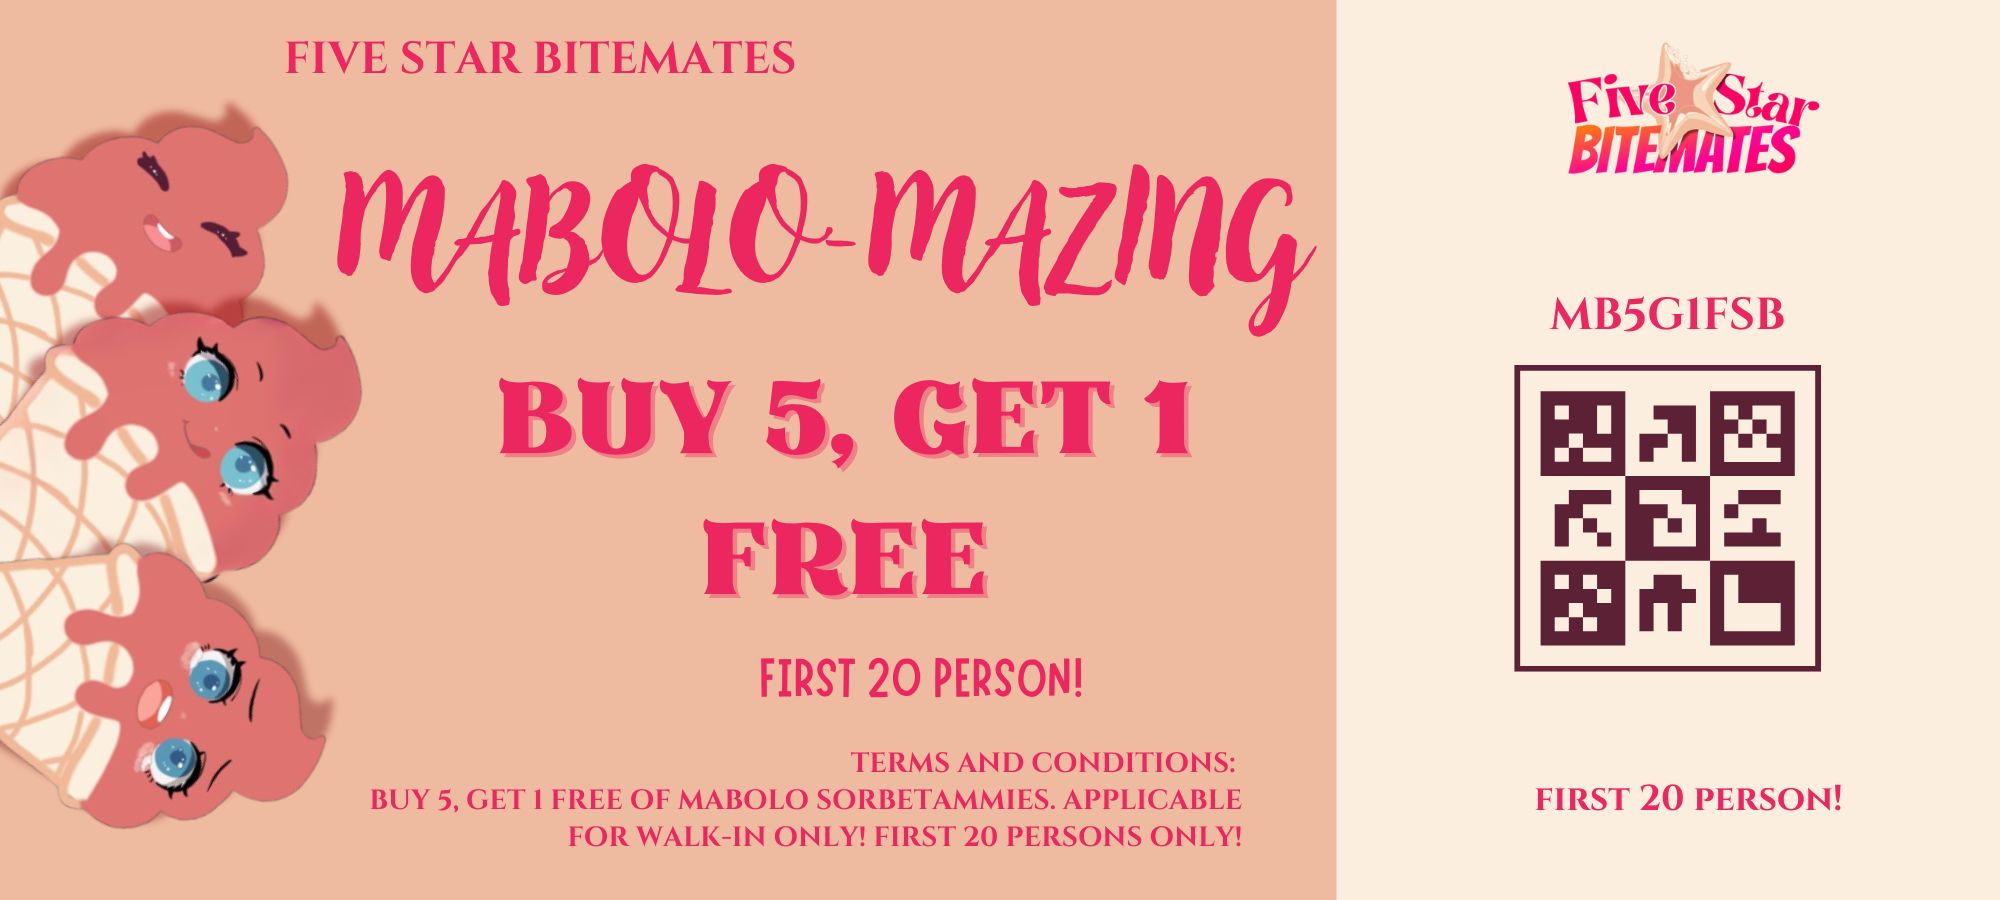 FIVE STAR BITEMATES
MABOLO-MAZING
BUY 5, GET 1
FREE
FIRST 20 PERSON!
TERMS AND CONDITIONS:
BUY 5, GET 1 FREE OF MABOLO SORBETAMMIES. APPLICABLE
FOR WALK-IN ONLY! FIRST 20 PERSONS ONLY!
Five Star
BITEMATES
MB5G1FSB
FIRST 20 PERSON!